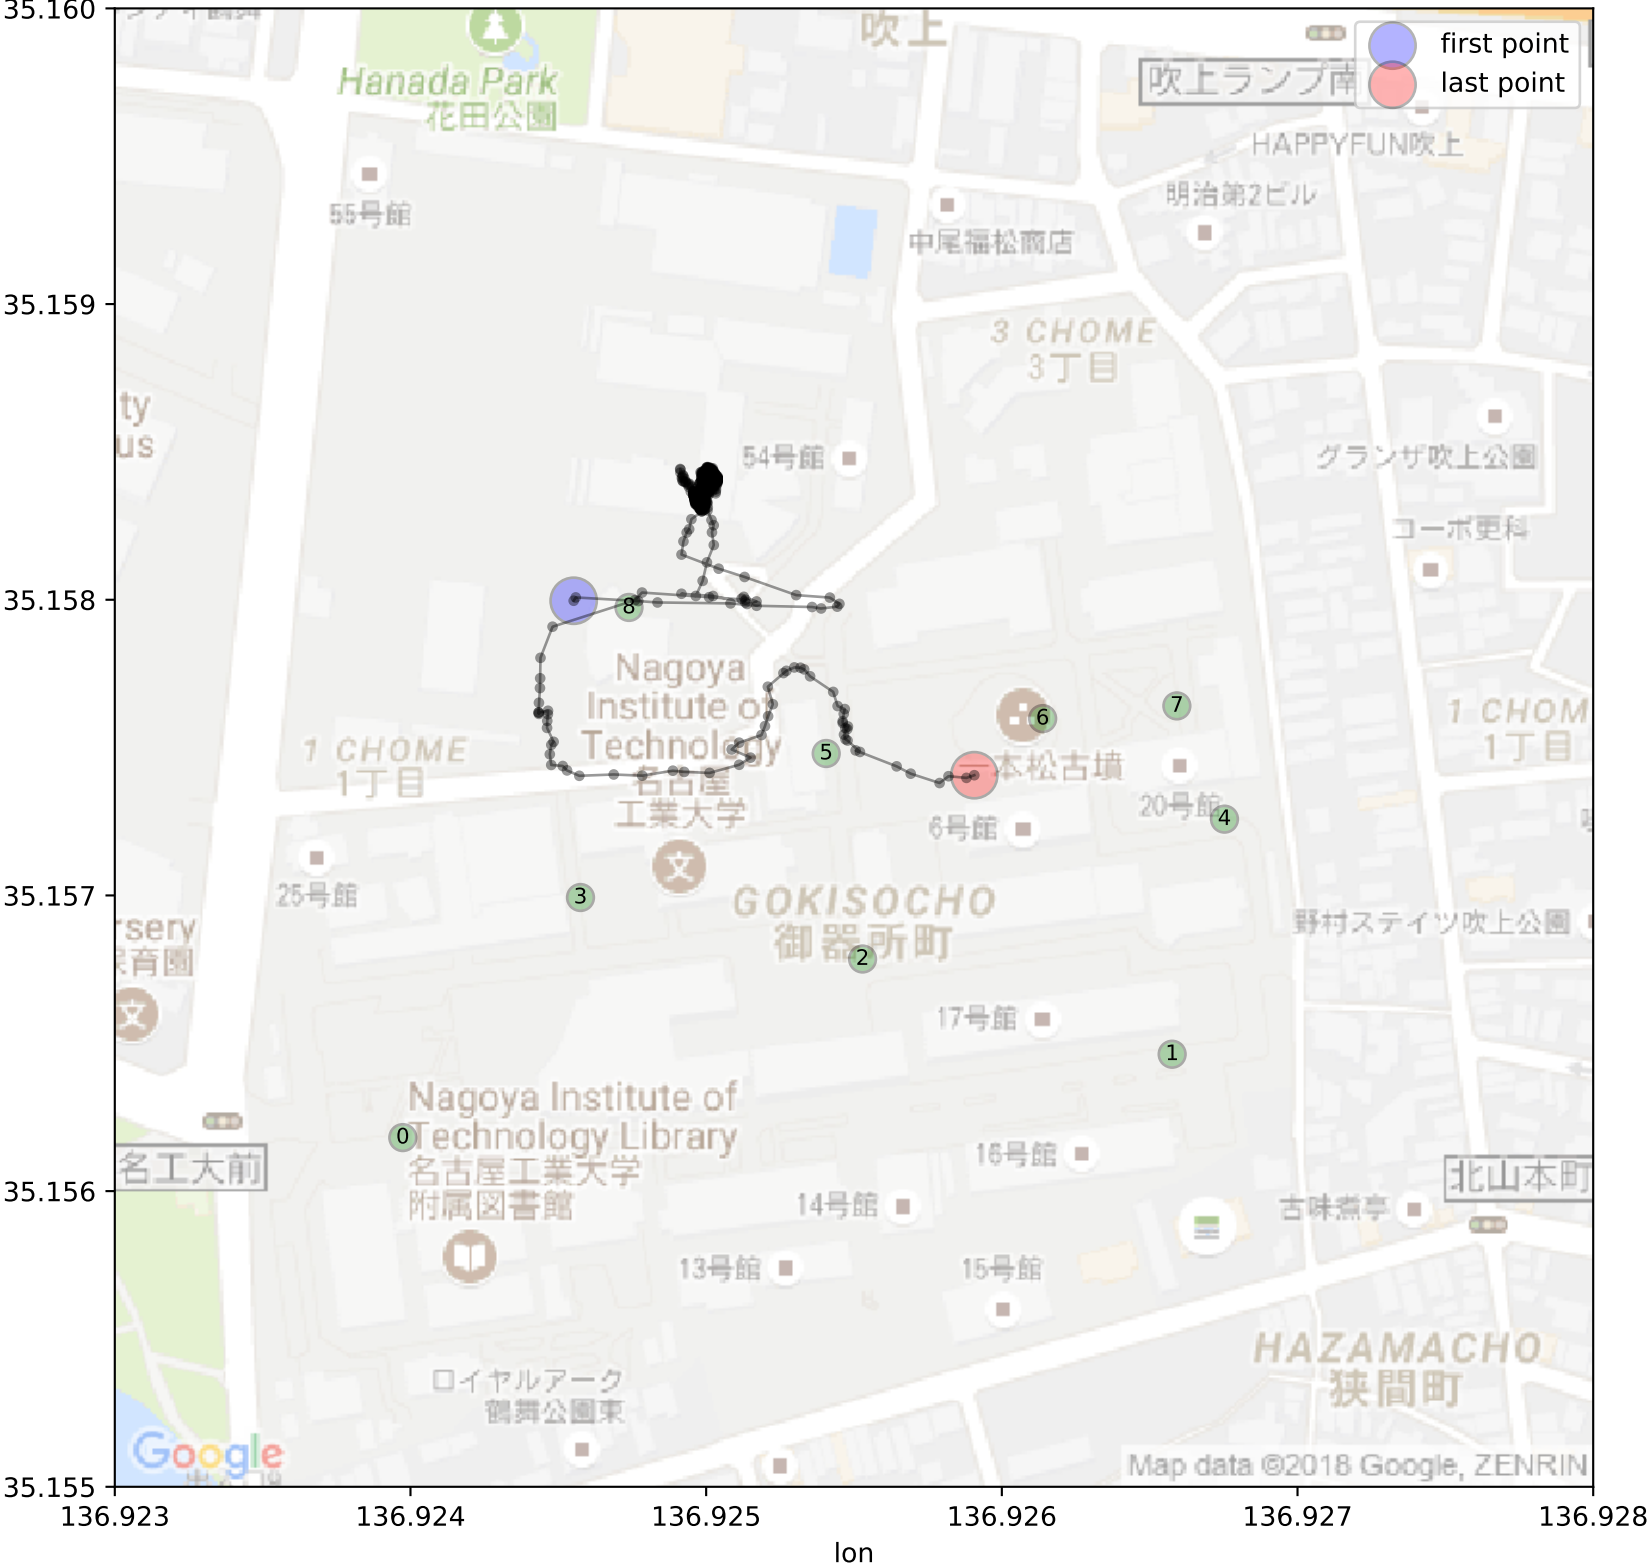 35.160
吹上
first point
last point
Hanada Park
花田公園
吹上ランプ南
HAPPYFUN吹上
明治第2ビル
55号館
中尾福松商店
35.159
3 CHOME
3丁目
ty
us
54号館
グランザ吹上公園
コーポ更科
35.158
8
Nagoya
Institute of
Technology
名古屋
工業大学
7
6
5
1 CHOME
1丁目
1 CHOM
1丁目
一本松古墳
20号館
4
6号館
35.157
25号館
3
GOKISOCHO
御器所町
2
野村ステイツ吹上公園
rsery
育園
17号館
1
Nagoya Institute of
Technology Library
名古屋工業大学
附属図書館
0
名工大前
16号館
北山本町
35.156
14号館
古味煮亭
13号館
15号館
HAZAMACHO
狭間町
ロイヤルアーク
鶴舞公園東
Google
Map data ©2018 Google, ZENRIN
35.155
136.923
136.924
136.925
136.926
136.927
136.928
lon